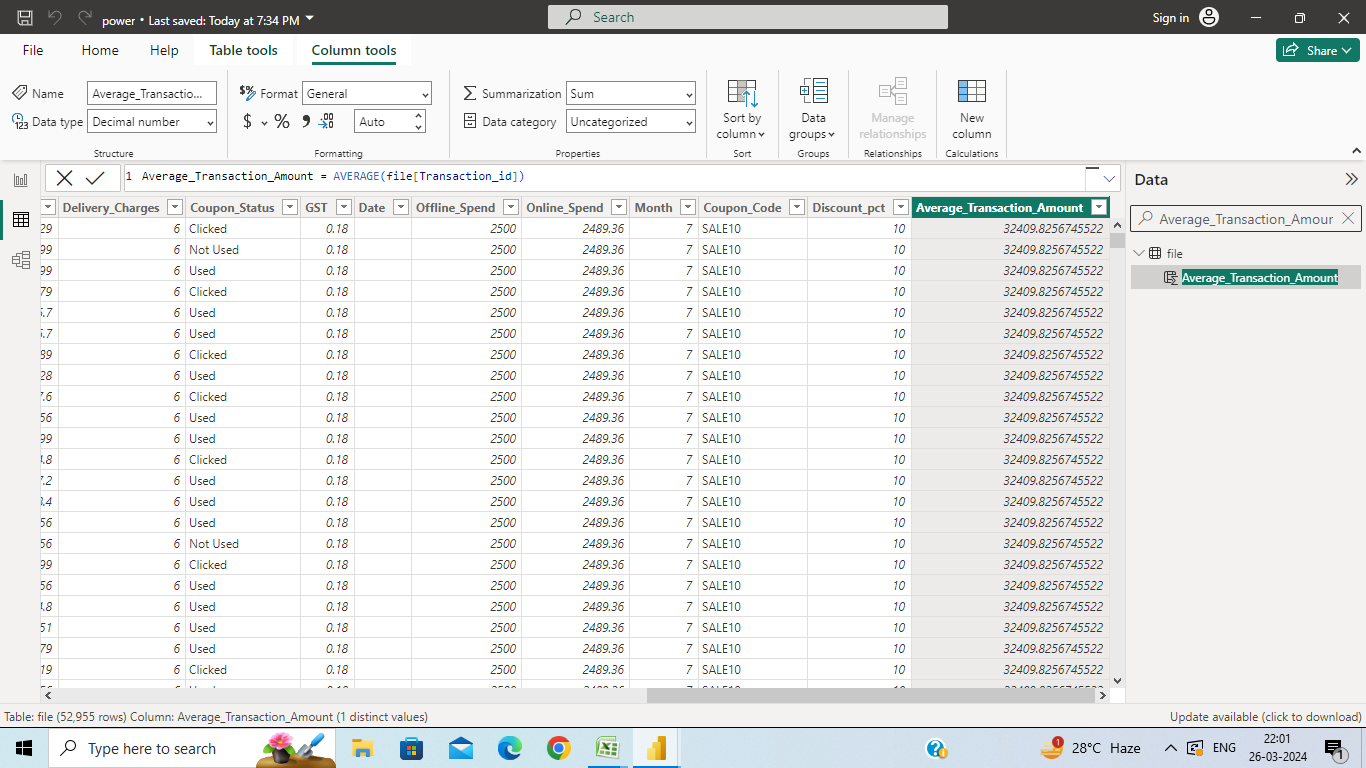 power • Last saved: Today at 7:34 PM
Search
Sign in
File Home Help Table tools Column tools
Share
Name Average_Transactio...
Data type Decimal number
Structure
Format General
$ % 9 .00 Auto
Formatting
Summarization Sum
Data category Uncategorized
Properties
Sort by column
Sort
Data groups
Groups
Manage relationships
Relationships
New column
Calculations
1 Average_Transaction_Amount = AVERAGE(file[Transaction_id])
Delivery_Charges Coupon_Status GST Date Offline_Spend Online_Spend Month Coupon_Code Discount_pct Average_Transaction_Amount
29 6 Clicked 0.18 2500 2489.36 7 SALE10 10 32409.8256745522
99 6 Not Used 0.18 2500 2489.36 7 SALE10 10 32409.8256745522
99 6 Used 0.18 2500 2489.36 7 SALE10 10 32409.8256745522
79 6 Clicked 0.18 2500 2489.36 7 SALE10 10 32409.8256745522
.7 6 Used 0.18 2500 2489.36 7 SALE10 10 32409.8256745522
.7 6 Used 0.18 2500 2489.36 7 SALE10 10 32409.8256745522
89 6 Clicked 0.18 2500 2489.36 7 SALE10 10 32409.8256745522
28 6 Used 0.18 2500 2489.36 7 SALE10 10 32409.8256745522
7.6 6 Clicked 0.18 2500 2489.36 7 SALE10 10 32409.8256745522
56 6 Used 0.18 2500 2489.36 7 SALE10 10 32409.8256745522
99 6 Used 0.18 2500 2489.36 7 SALE10 10 32409.8256745522
.8 6 Clicked 0.18 2500 2489.36 7 SALE10 10 32409.8256745522
7.2 6 Used 0.18 2500 2489.36 7 SALE10 10 32409.8256745522
.4 6 Used 0.18 2500 2489.36 7 SALE10 10 32409.8256745522
56 6 Used 0.18 2500 2489.36 7 SALE10 10 32409.8256745522
56 6 Not Used 0.18 2500 2489.36 7 SALE10 10 32409.8256745522
99 6 Clicked 0.18 2500 2489.36 7 SALE10 10 32409.8256745522
56 6 Used 0.18 2500 2489.36 7 SALE10 10 32409.8256745522
.8 6 Used 0.18 2500 2489.36 7 SALE10 10 32409.8256745522
51 6 Used 0.18 2500 2489.36 7 SALE10 10 32409.8256745522
79 6 Used 0.18 2500 2489.36 7 SALE10 10 32409.8256745522
19 6 Clicked 0.18 2500 2489.36 7 SALE10 10 32409.8256745522
Data
Average_Transaction_Amour
file
Average_Transaction_Amount
Table: file (52,955 rows) Column: Average_Transaction_Amount (1 distinct values)
Update available (click to download)
Type here to search
1
28°C Haze
ENG
22:01
26-03-2024
1